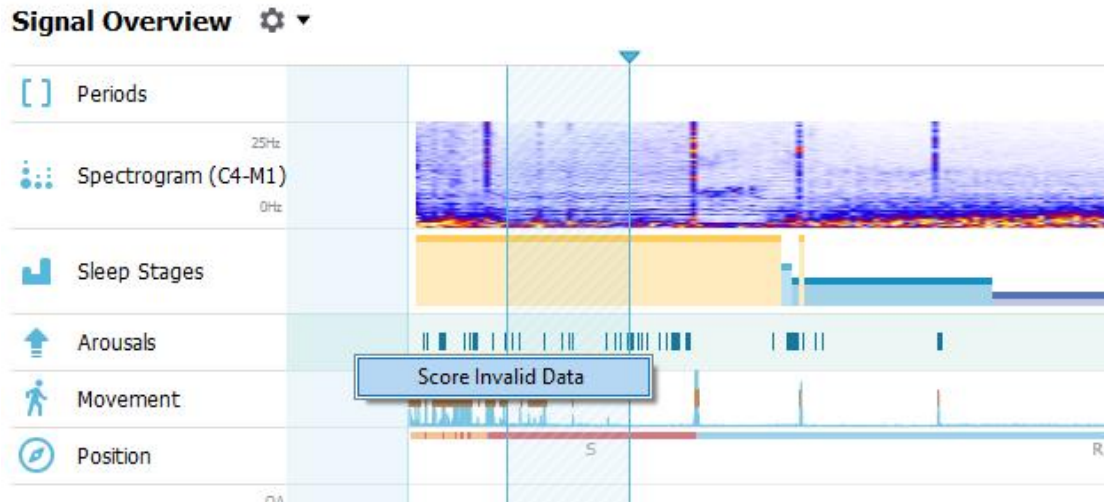 Signal Overview
Periods
25Hz
Spectrogram (C4-M1)
0Hz
Sleep Stages
Arousals
Score Invalid Data
Movement
S
R
Position